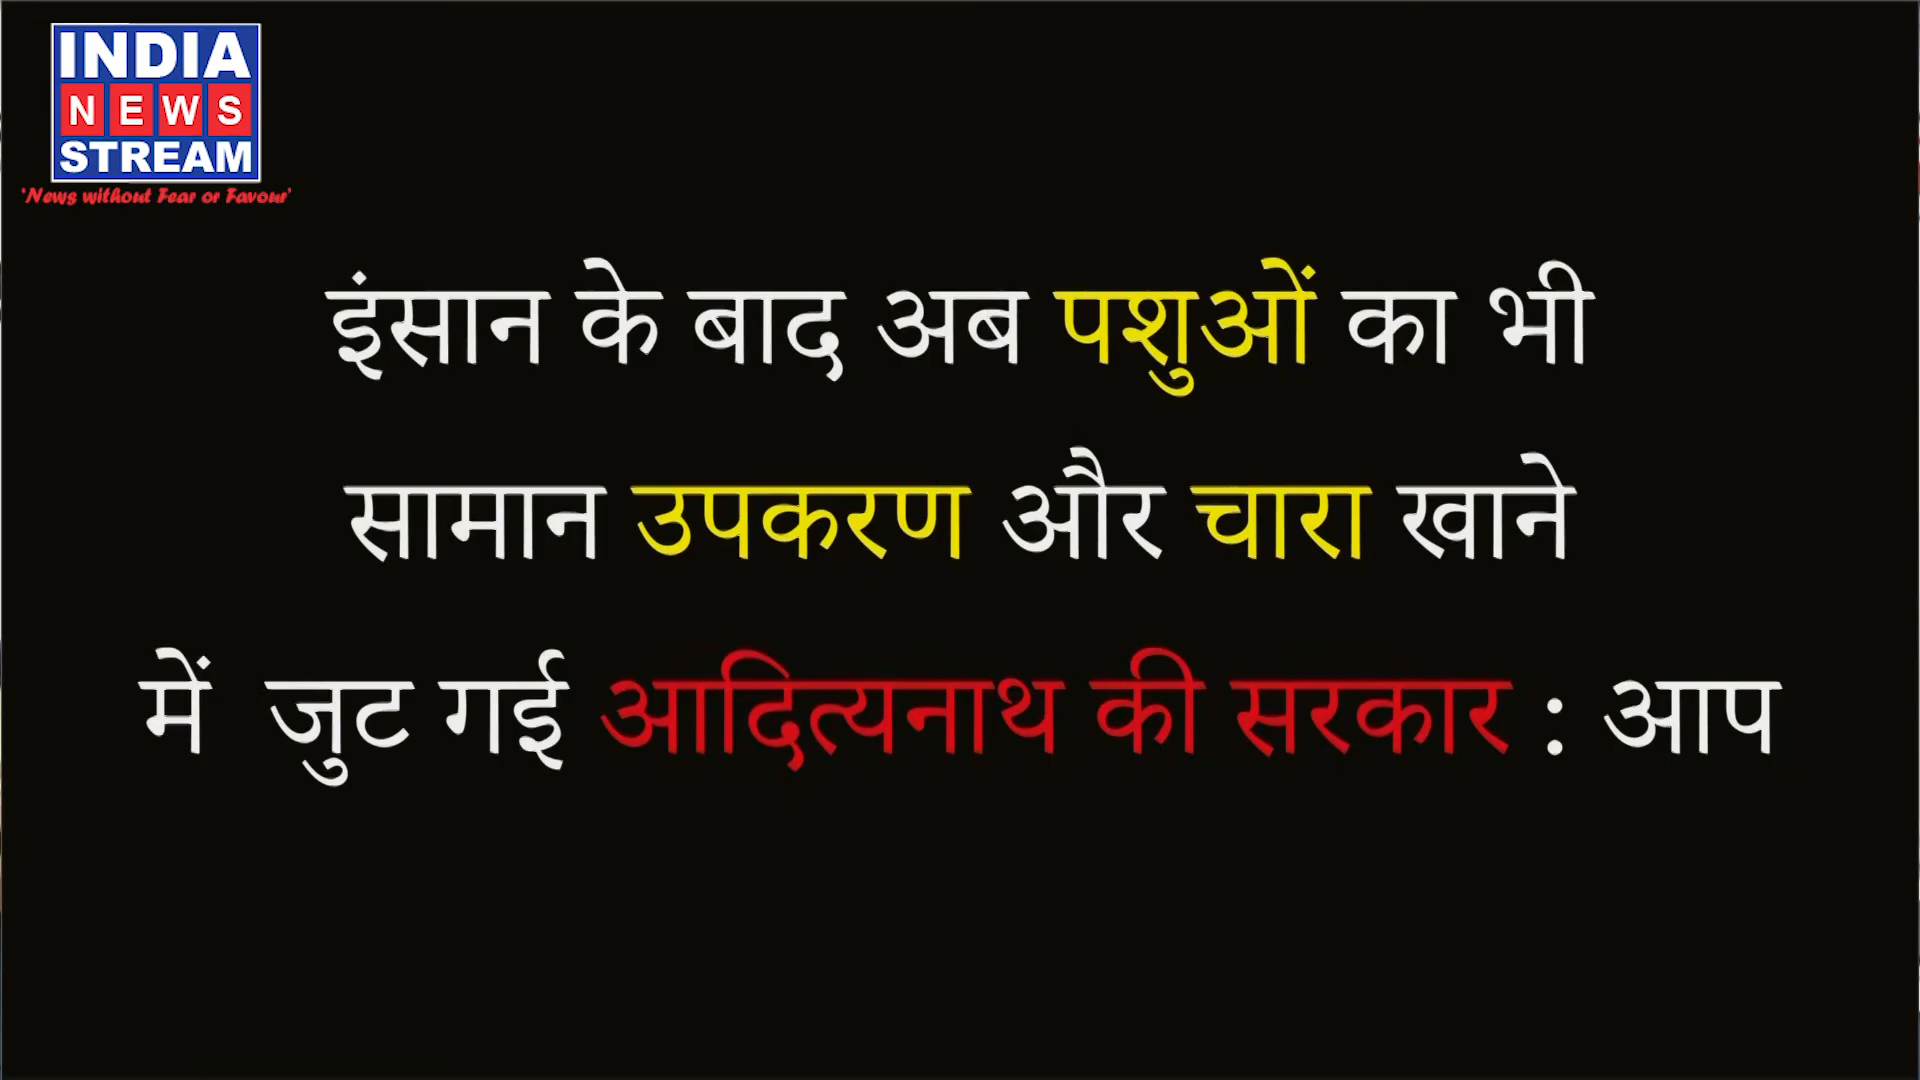 INDIA
NEWS
STREAM
'News without Fear or Favour'
इंसान के बाद अब पशुओं का भी
सामान उपकरण और चारा खाने
में जुट गई आदित्यनाथ की सरकार : आप